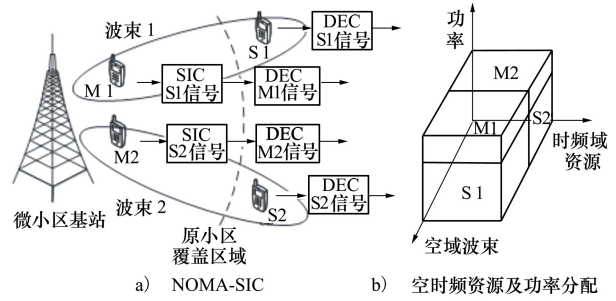 波束 1
S 1
DEC
S1信号
M 1
SIC
S1信号
DEC
M1信号
M2
SIC
S2信号
DEC
M2信号
波束 2
S2
DEC
S2信号
微小区基站
原小区
覆盖区域
a) NOMA-SIC
功
率
M2
M1
S2
时频域
资源
S 1
空域波束
b) 空时频资源及功率分配